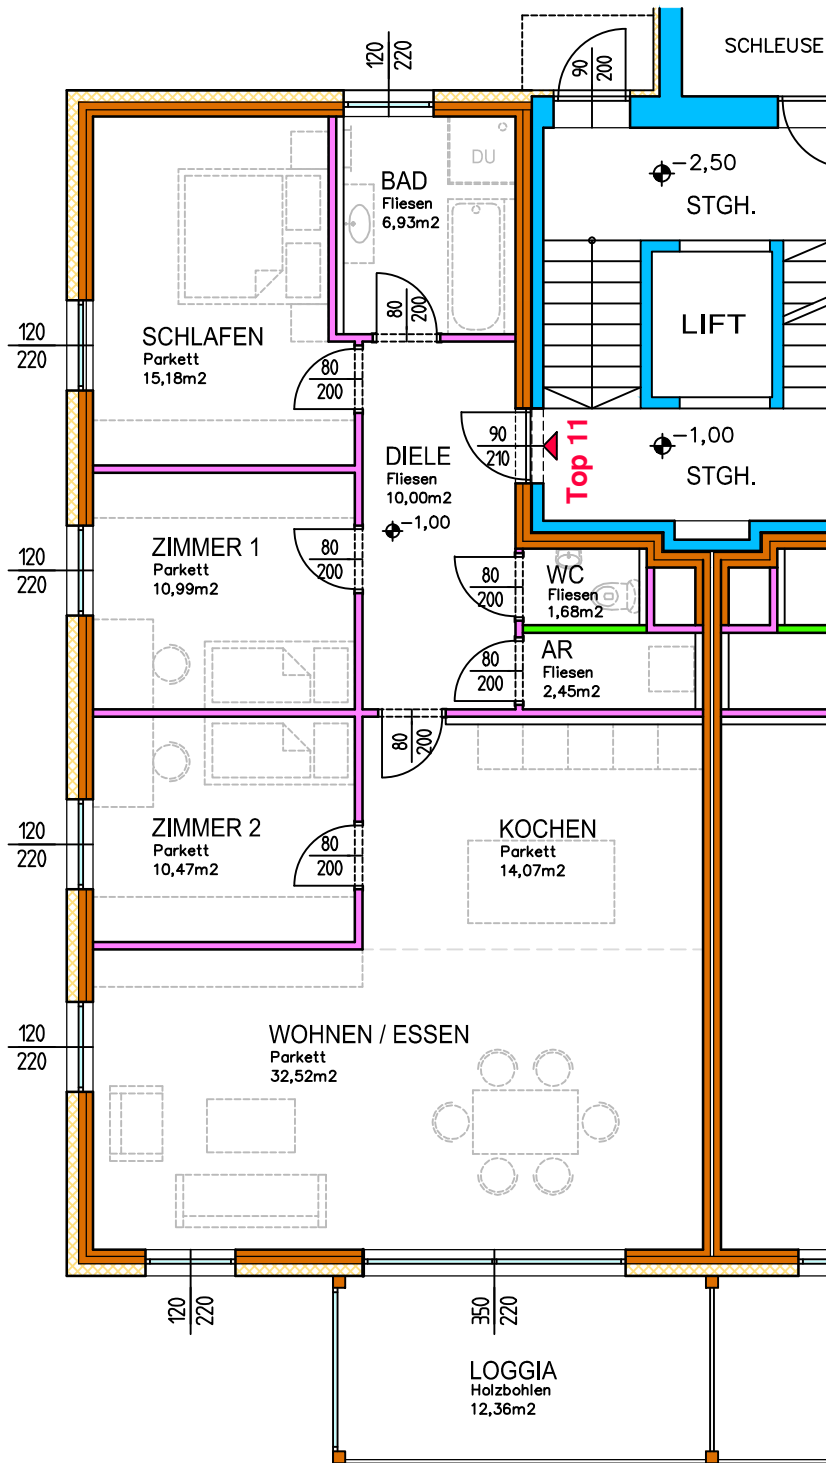 120
220
90
200
SCHLEUSE
-2,50
STGH.
DU
BAD
Fliesen
6,93m2
80
200
LIFT
120
220
SCHLAFEN
Parkett
15,18m2
80
200
90
210
Top 11
-1,00
STGH.
DIELE
Fliesen
10,00m2
-1,00
120
220
ZIMMER 1
Parkett
10,99m2
80
200
80
200
WC
Fliesen
1,68m2
80
200
AR
Fliesen
2,45m2
80
200
120
220
ZIMMER 2
Parkett
10,47m2
80
200
KOCHEN
Parkett
14,07m2
120
220
WOHNEN / ESSEN
Parkett
32,52m2
120
220
350
220
LOGGIA
Holzbohlen
12,36m2